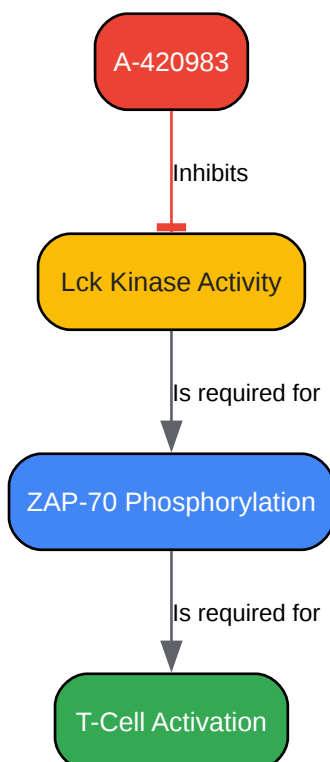 A-420983
Inhibits
Lck Kinase Activity
Is required for
ZAP-70 Phosphorylation
Is required for
T-Cell Activation